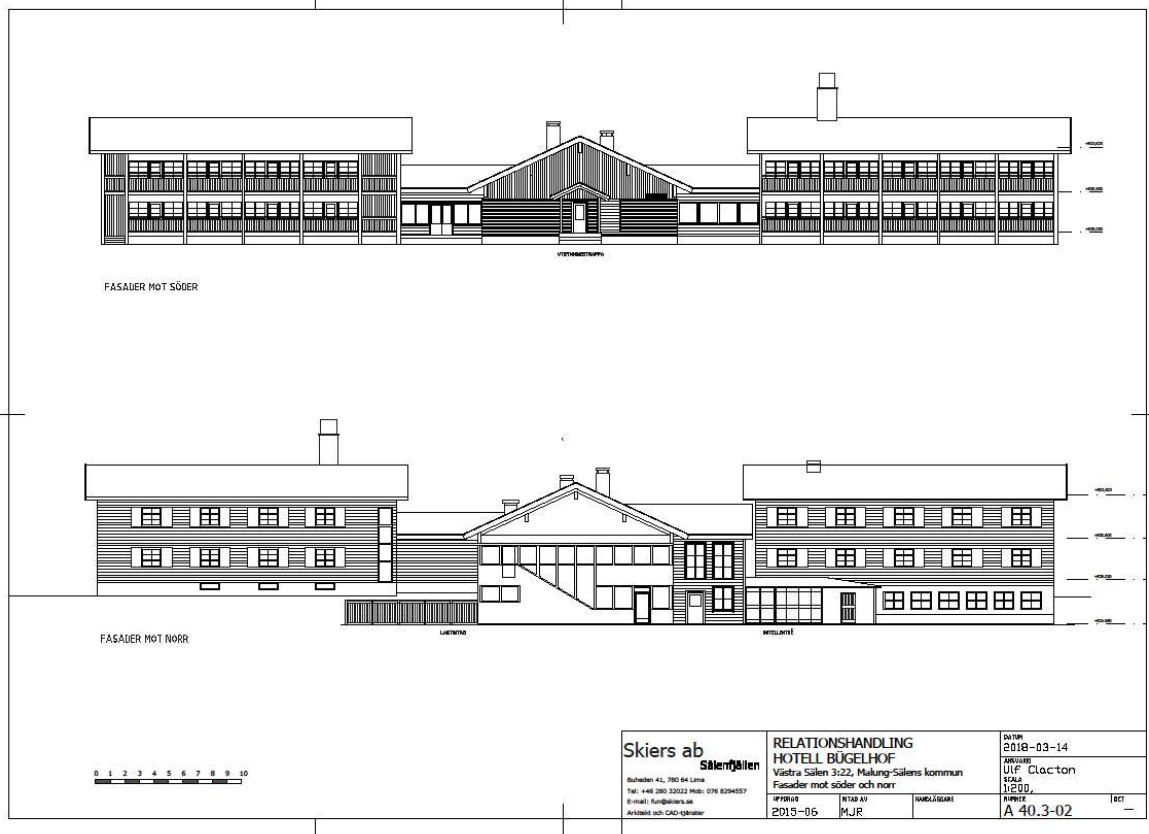 UTRYMNINGSTRAPPA
FASADER MOT SÖDER
FASADER MOT NORR
LASTINTAG
HOTELLENTRÉ
0 1 2 3 4 5 6 7 8 9 10
Skiers ab
Sälenfjällen
Buheden 41, 780 64 Lima
Tel: +46 280 32022 Mob: 076 8294557
E-mail: fun@skiers.se
Arkitekt och CAD-tjänster
RELATIONSHANDLING
HOTELL BÜGELHOF
Västra Sälen 3:22, Malung-Sälens kommun
Fasader mot söder och norr
UPPDRAG
2015-06
RITAD AV
MJR
HANDLÄGGARE
DATUM
2018-03-14
ANSVARIG
Ulf Clacton
SKALA
1:200,
NUMMER
A 40.3-02
BET
–